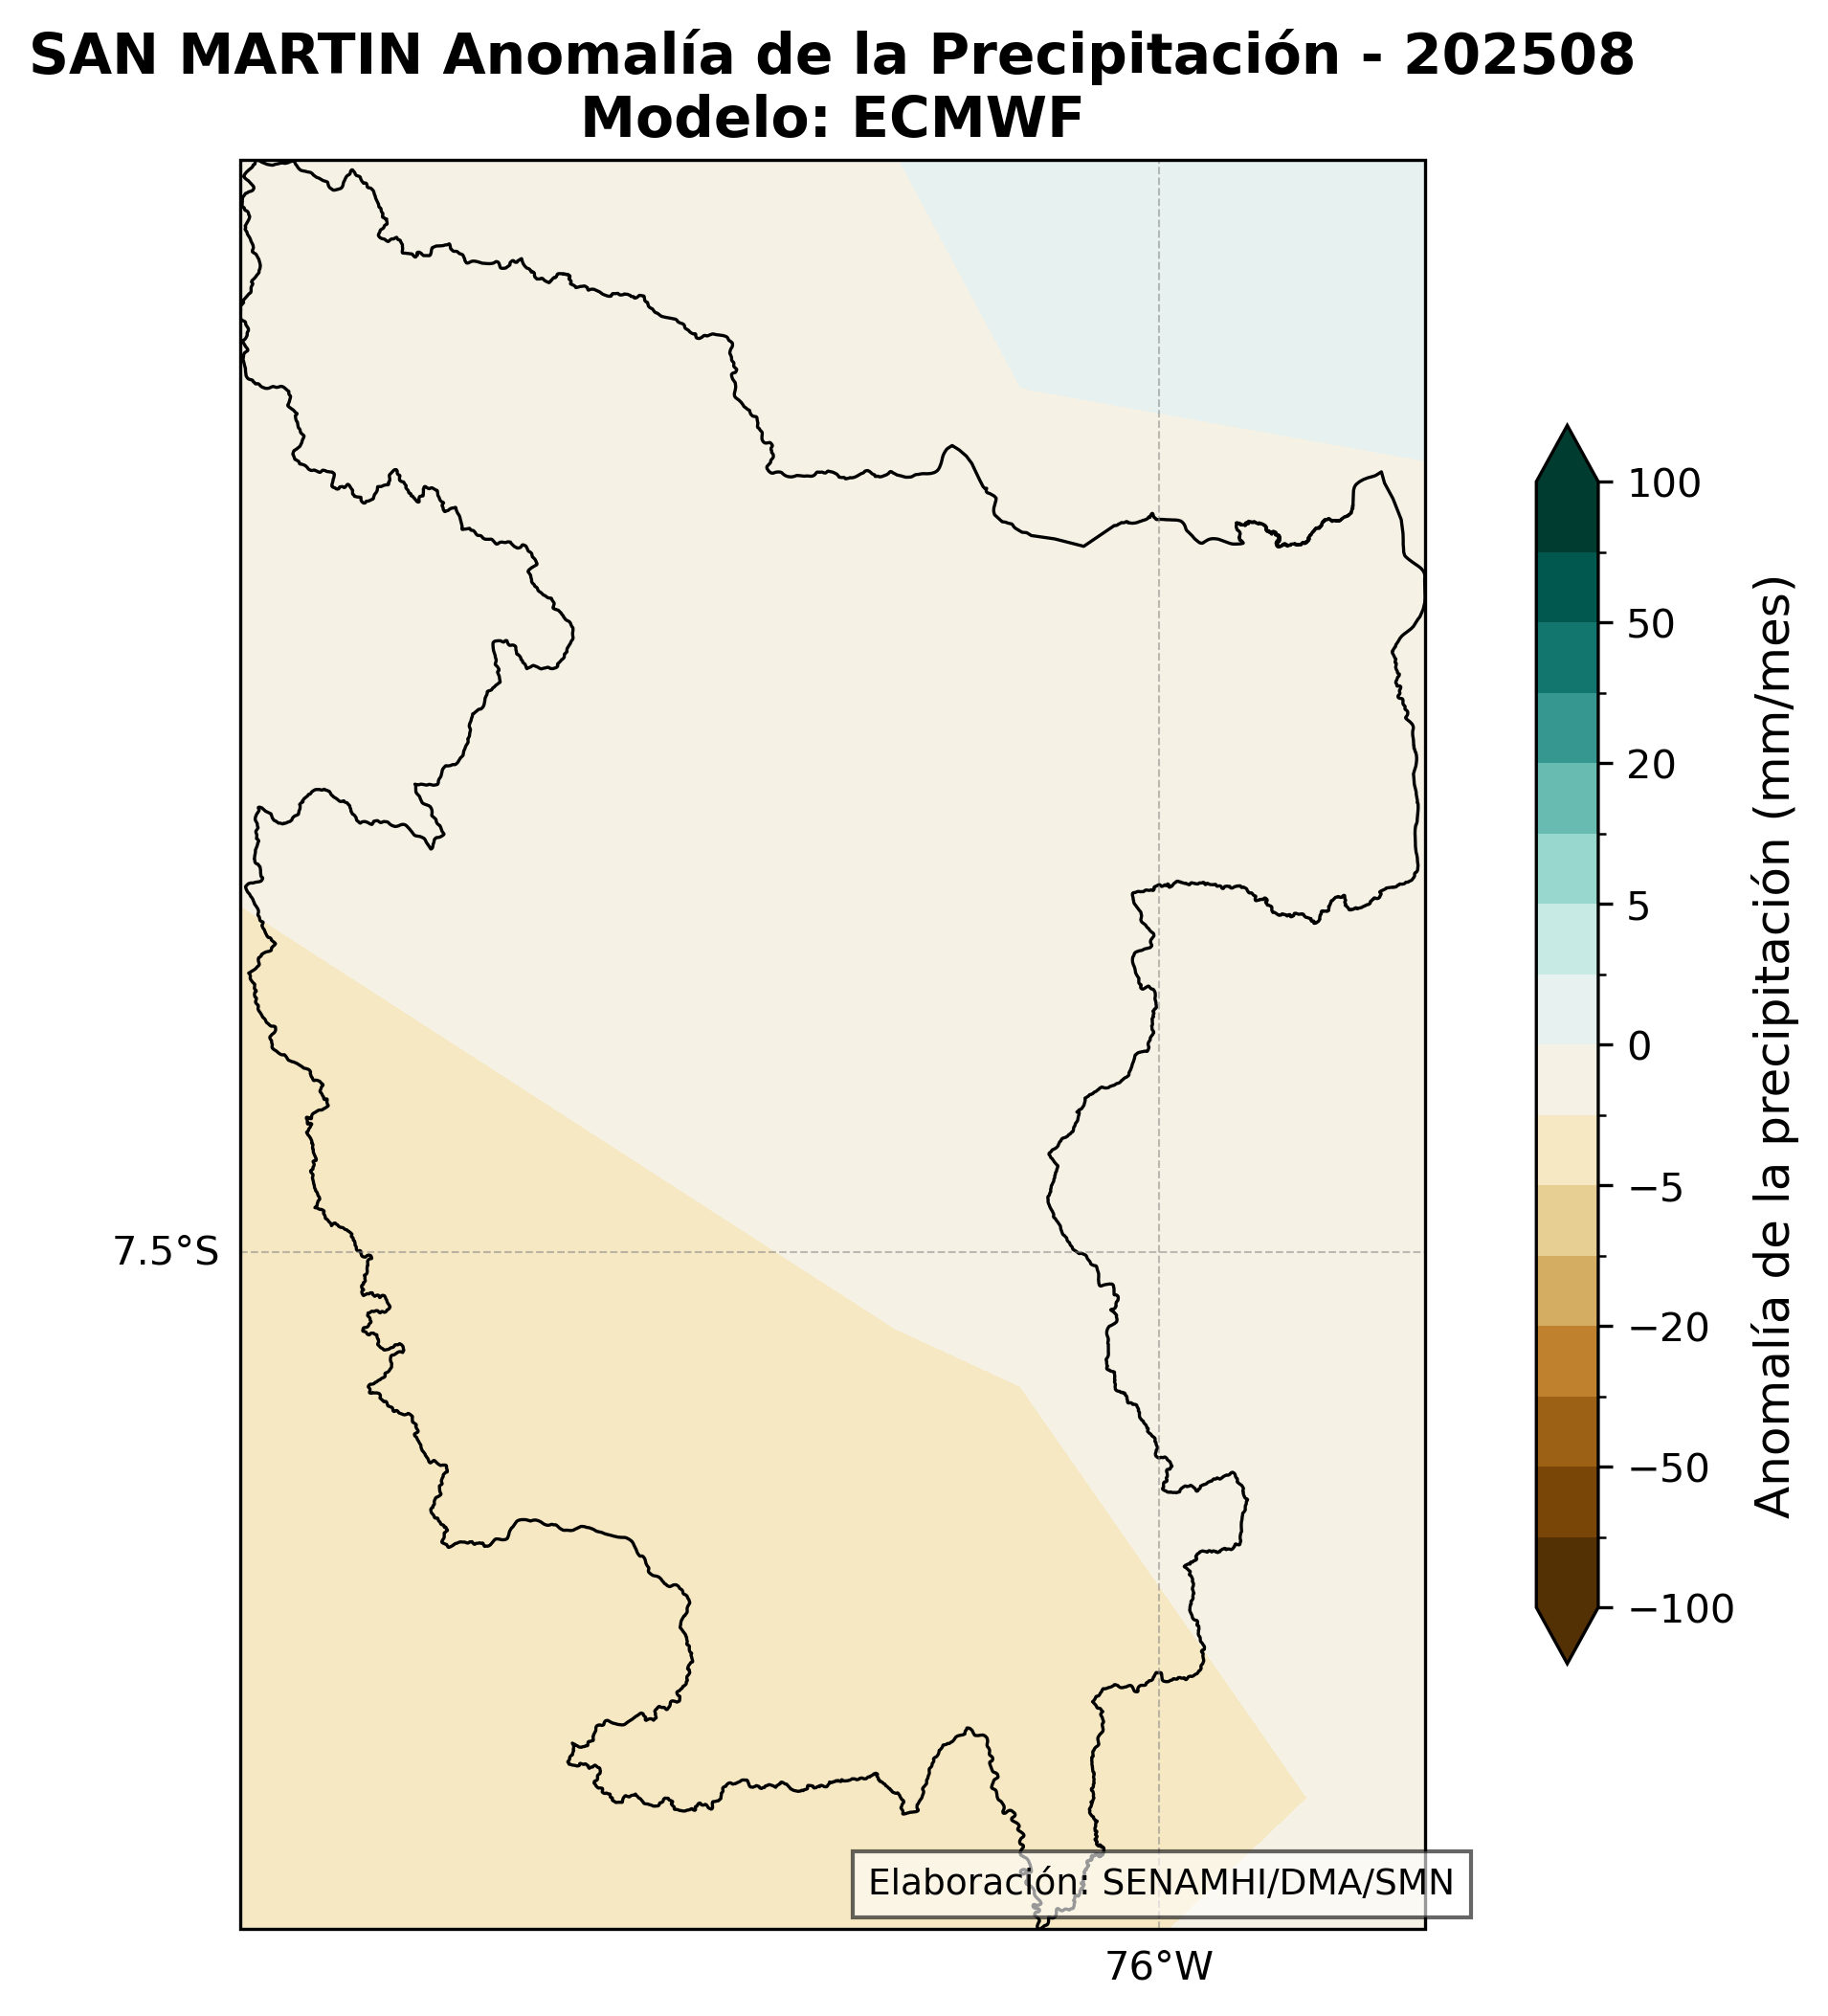 SAN MARTIN Anomalía de la Precipitación - 202508
Modelo: ECMWF
100
50
20
5
0
−5
−20
−50
−100
Anomalía de la precipitación (mm/mes)
7.5°S
76°W
Elaboración: SENAMHI/DMA/SMN